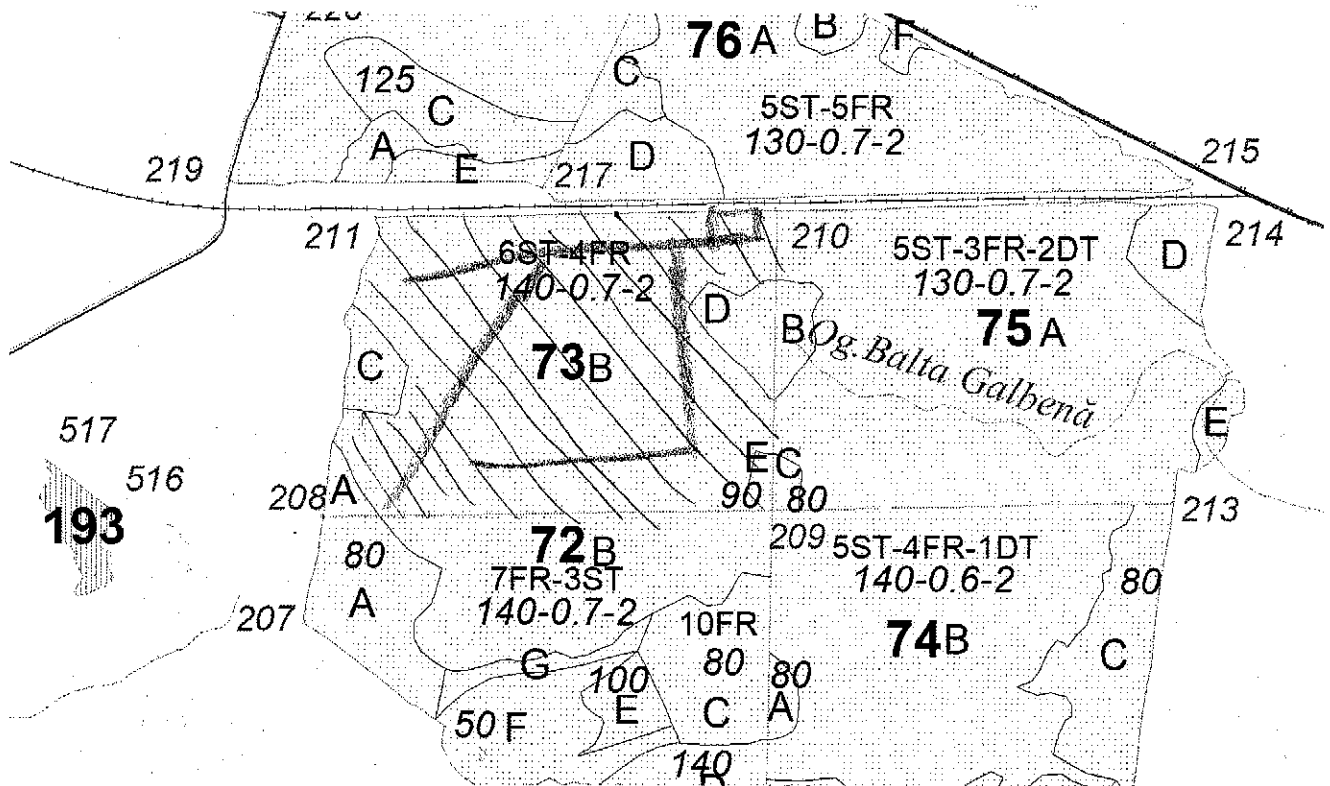 76 A
B
F
C
125
C
5ST-5FR
130-0.7-2
A
E
D
219
217
215
211
210
214
6ST-4FR
140-0.7-2
5ST-3FR-2DT
130-0.7-2
D
D
B
75 A
Og. Balta Galbenă
73 B
C
517
516
E
193
208
A
E C
90
80
213
72 B
209
5ST-4FR-1DT
140-0.6-2
80
7FR-3ST
140-0.7-2
80
A
207
10FR
74 B
G
100
80
80
C
50 F
E
C
A
140